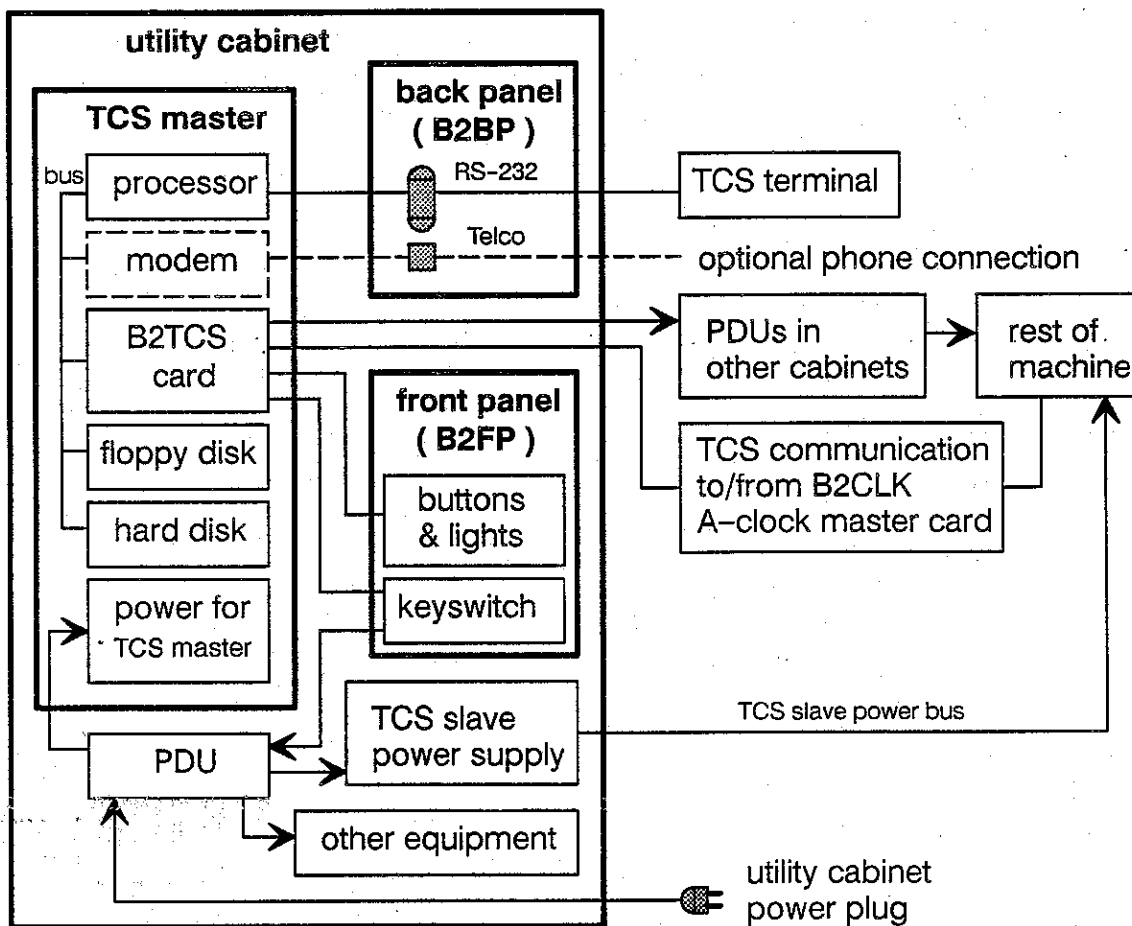 utility cabinet
TCS master
bus
processor
modem
B2TCS
card
floppy disk
hard disk
power for
TCS master
back panel
( B2BP )
RS-232
Telco
TCS terminal
optional phone connection
PDUs in
other cabinets
rest of
machine
front panel
( B2FP )
buttons
& lights
keyswitch
TCS communication
to/from B2CLK
A-clock master card
TCS slave
power supply
TCS slave power bus
PDU
other equipment
utility cabinet
power plug